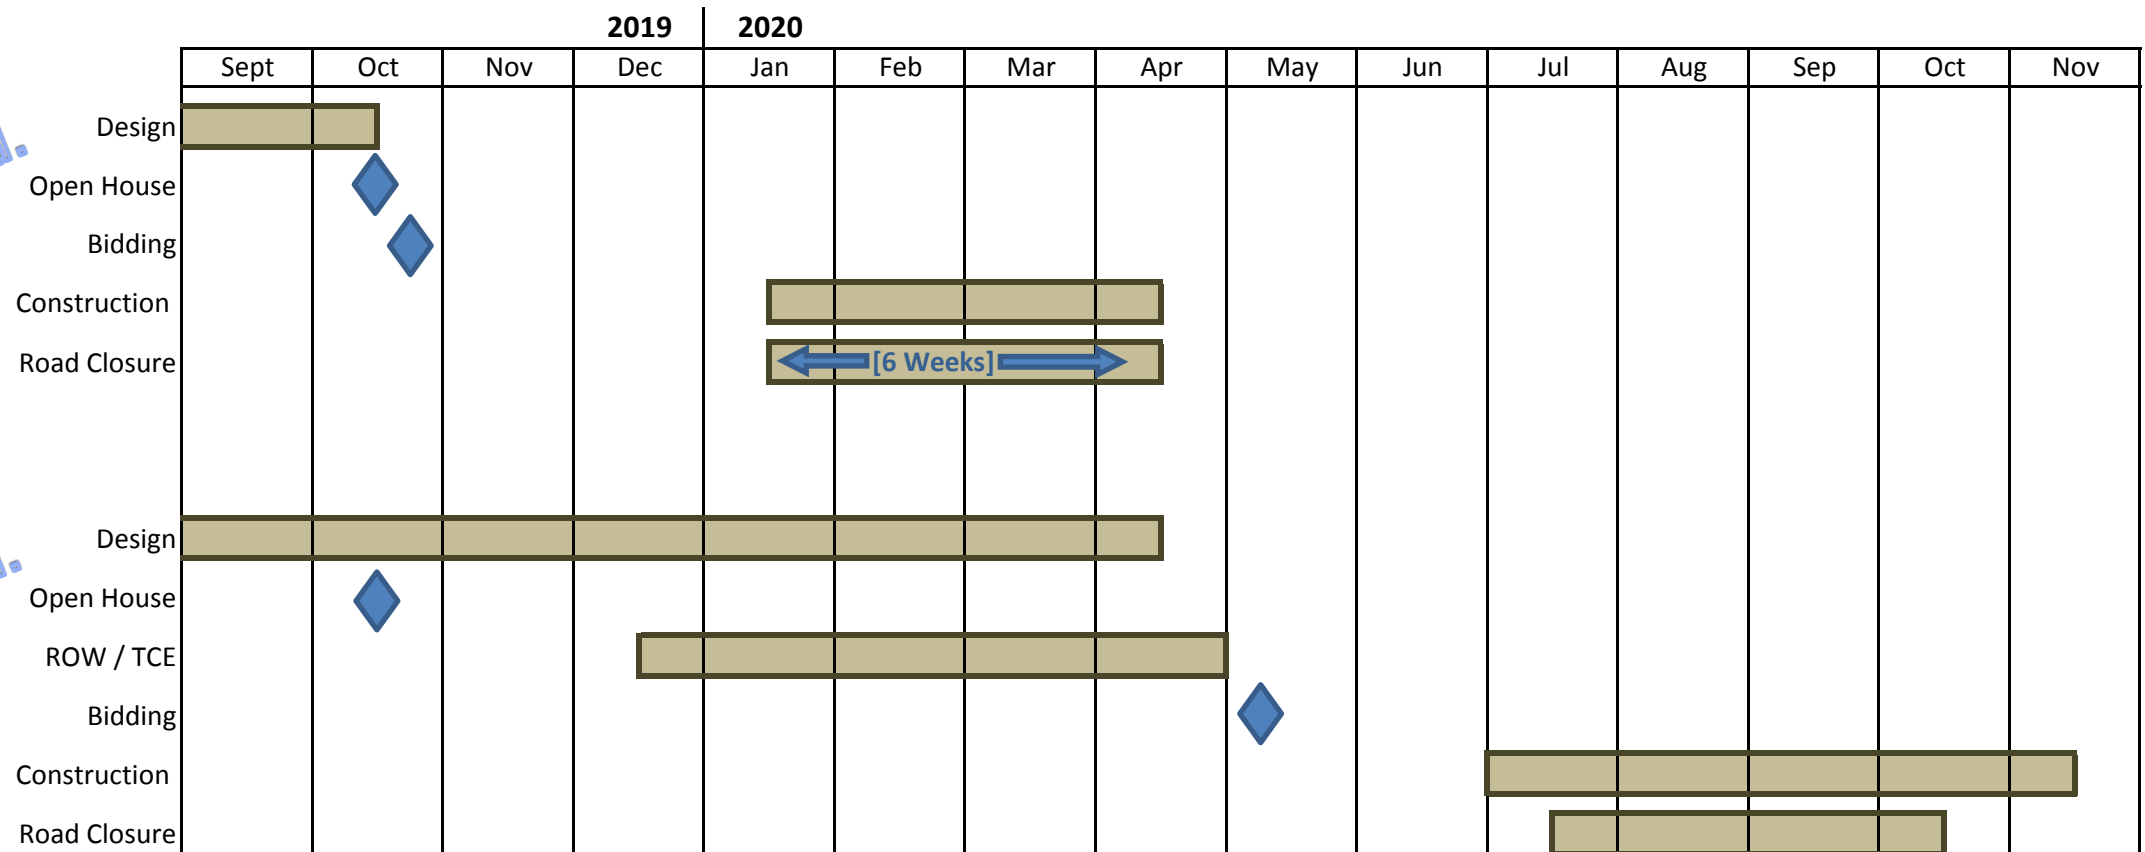 2019 2020
Sept Oct Nov Dec Jan Feb Mar Apr May Jun Jul Aug Sep Oct Nov
Design
Open House
Bidding
Construction
Road Closure [6 Weeks]
Design
Open House
ROW / TCE
Bidding
Construction
Road Closure